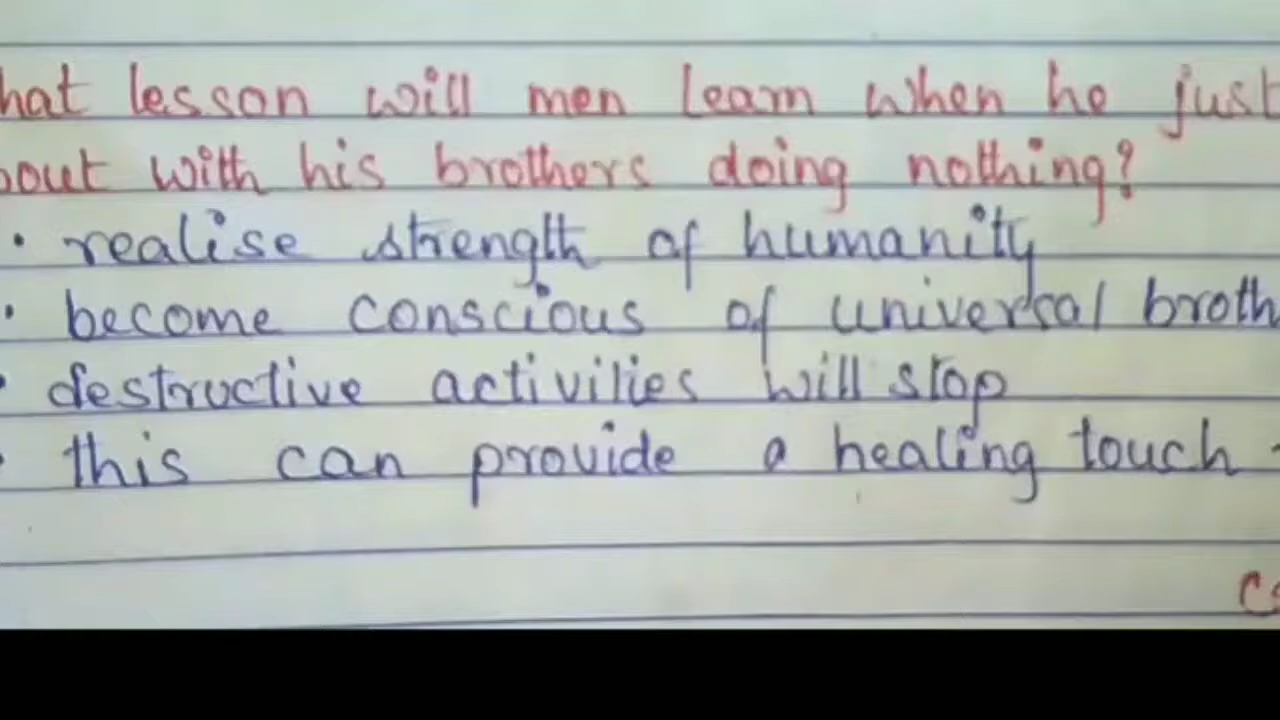 hat lesson will men learn when he just
bout with his brothers doing nothing?
• realise strength of humanity
• become conscious of universal broth
• destructive activities will stop
• this can provide a healing touch